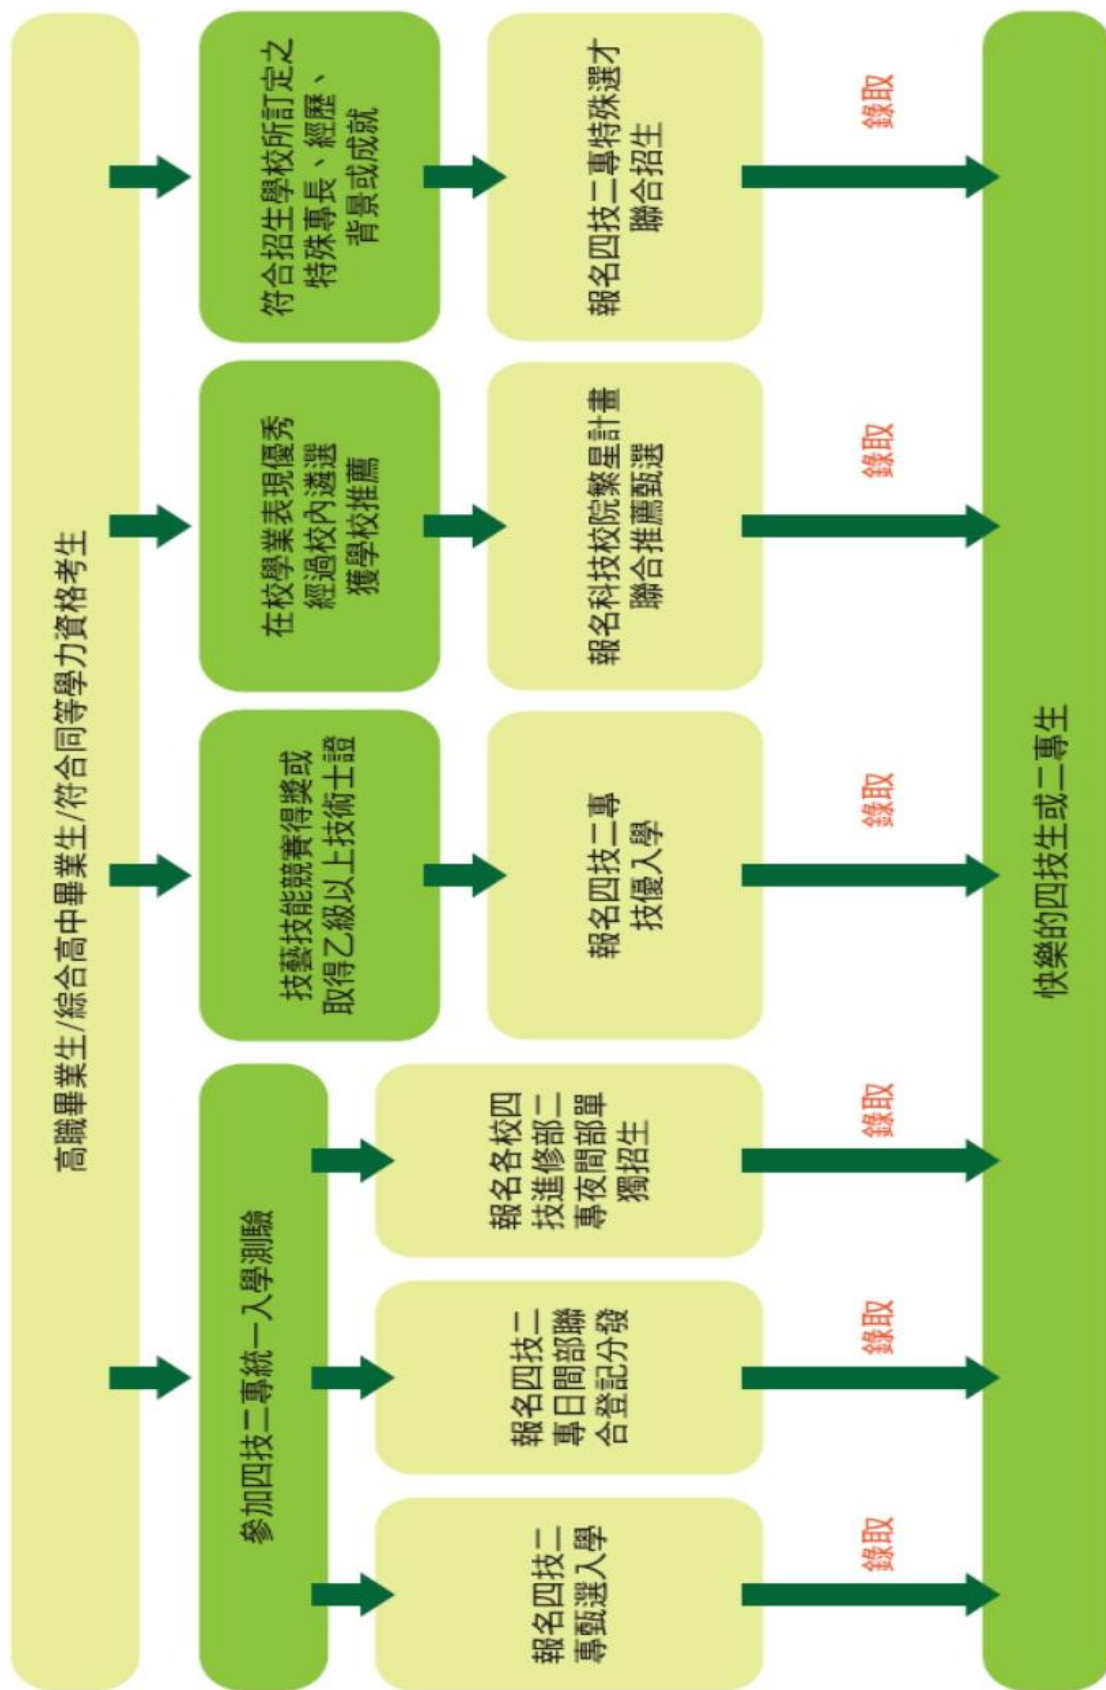 高職畢業生/綜合高中畢業生/符合同等學力資格考生
參加四技二專統一入學測驗
技藝技能競賽得獎或
取得乙級以上技術士證
在校學業表現優秀
經過校內遴選
獲學校推薦
符合招生學校所訂定之
特殊專長、經歷、
背景或成就
報名四技二
專甄選入學
報名四技二
專日間部聯
合登記分發
報名各校四
技進修部二
專夜間部單
獨招生
報名四技二專
技優入學
報名科技校院繁星計畫
聯合推薦甄選
報名四技二專特殊選才
聯合招生
錄取
錄取
錄取
錄取
錄取
錄取
快樂的四技生或二專生